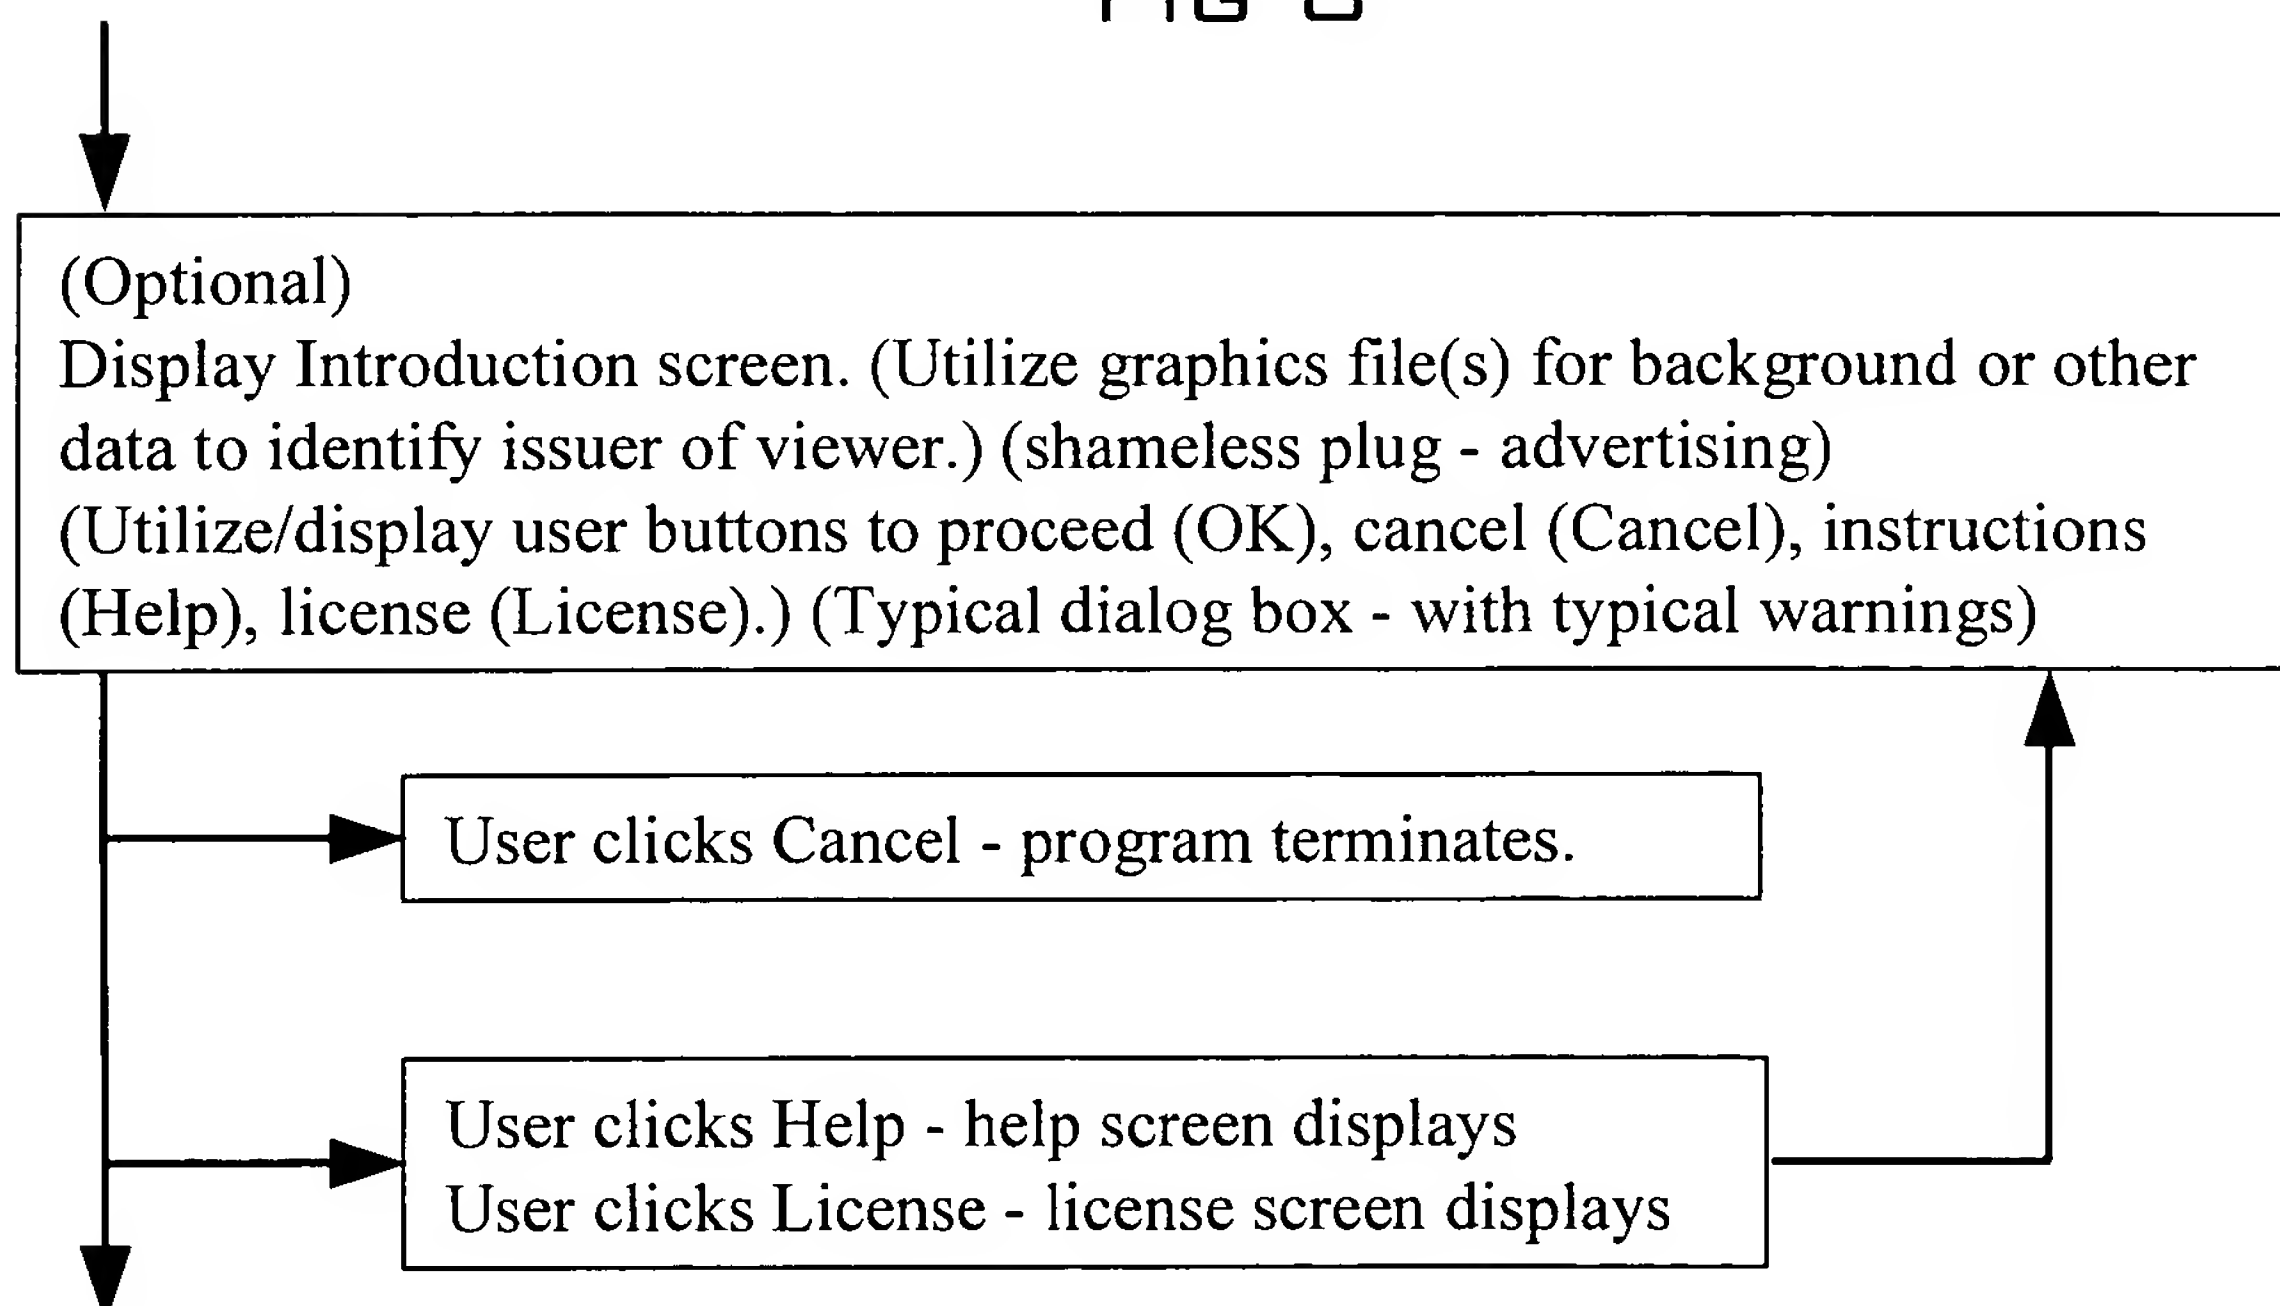 FIG
(Optional)
Display Introduction screen. (Utilize graphics file(s) for background or other
data to identify issuer of viewer.) (shameless plug - advertising)
(Utilize/display user buttons to proceed (OK), cancel (Cancel), instructions
(Help), license (License).) (Typical dialog box - with typical warnings)
User clicks Cancel - program terminates.
User clicks Help - help screen displays
User clicks License - license screen displays